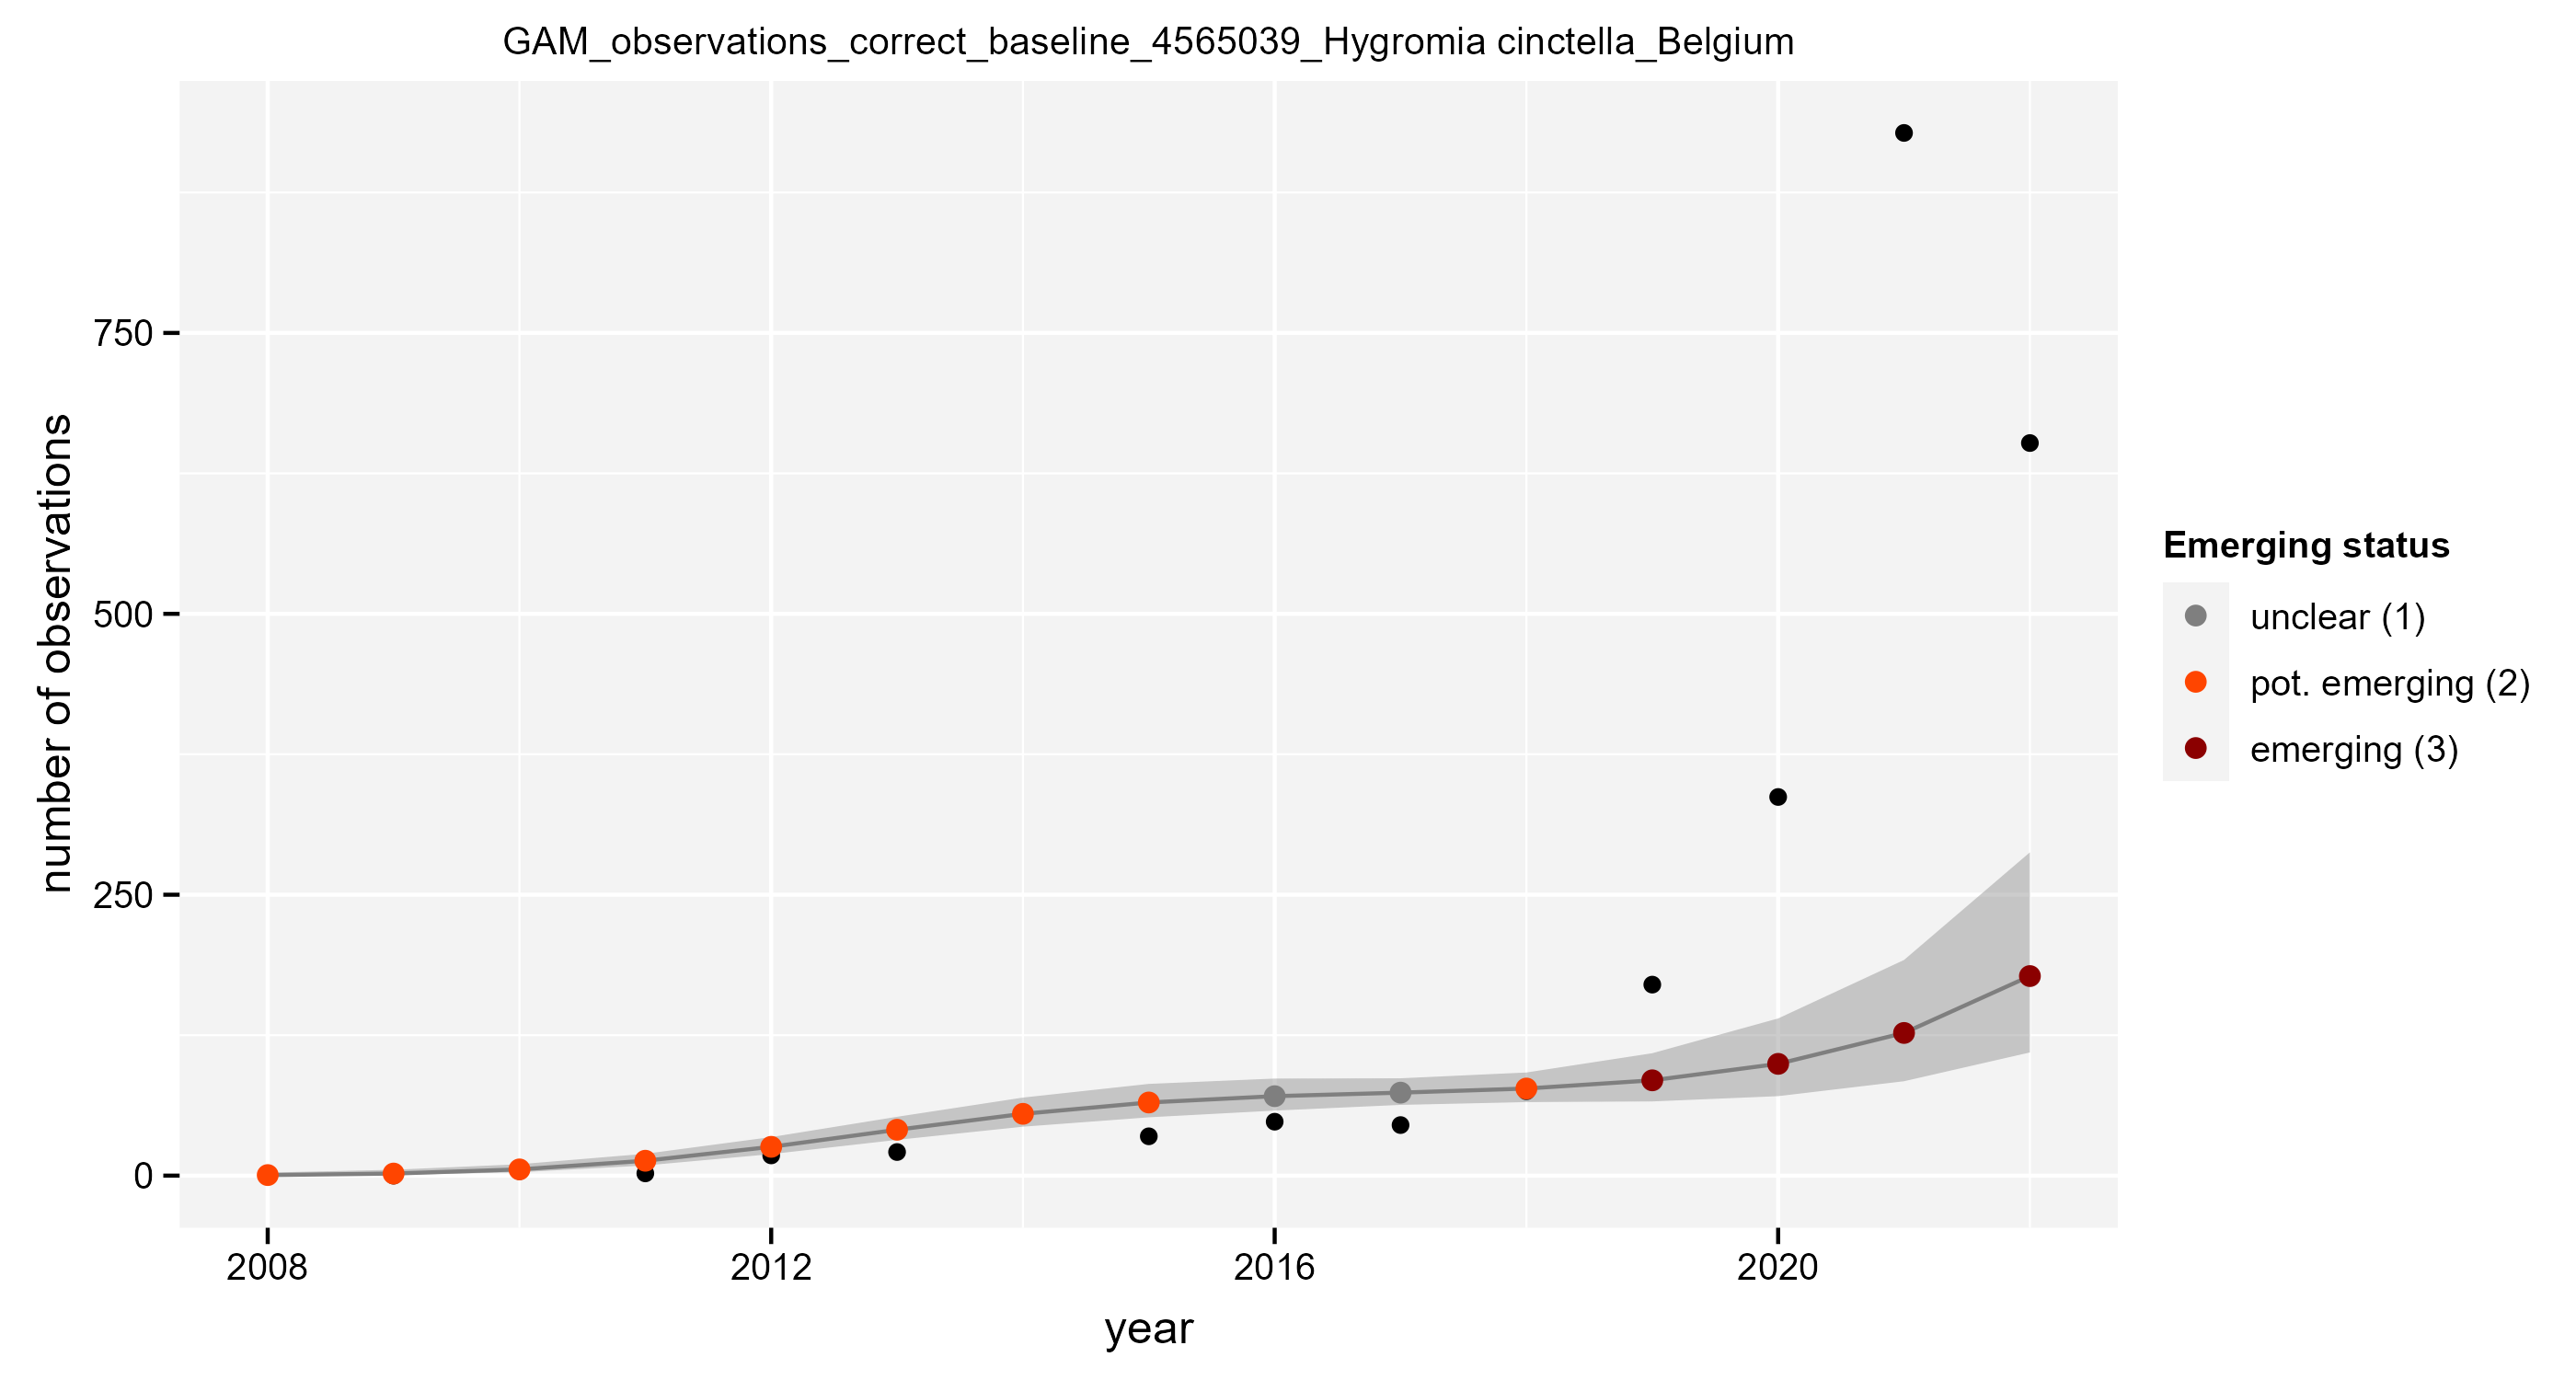 GAM_observations_correct_baseline_4565039_Hygromia cinctella_Belgium
number of observations
750
500
250
0
2008
2012
2016
2020
year
Emerging status
unclear (1)
pot. emerging (2)
emerging (3)